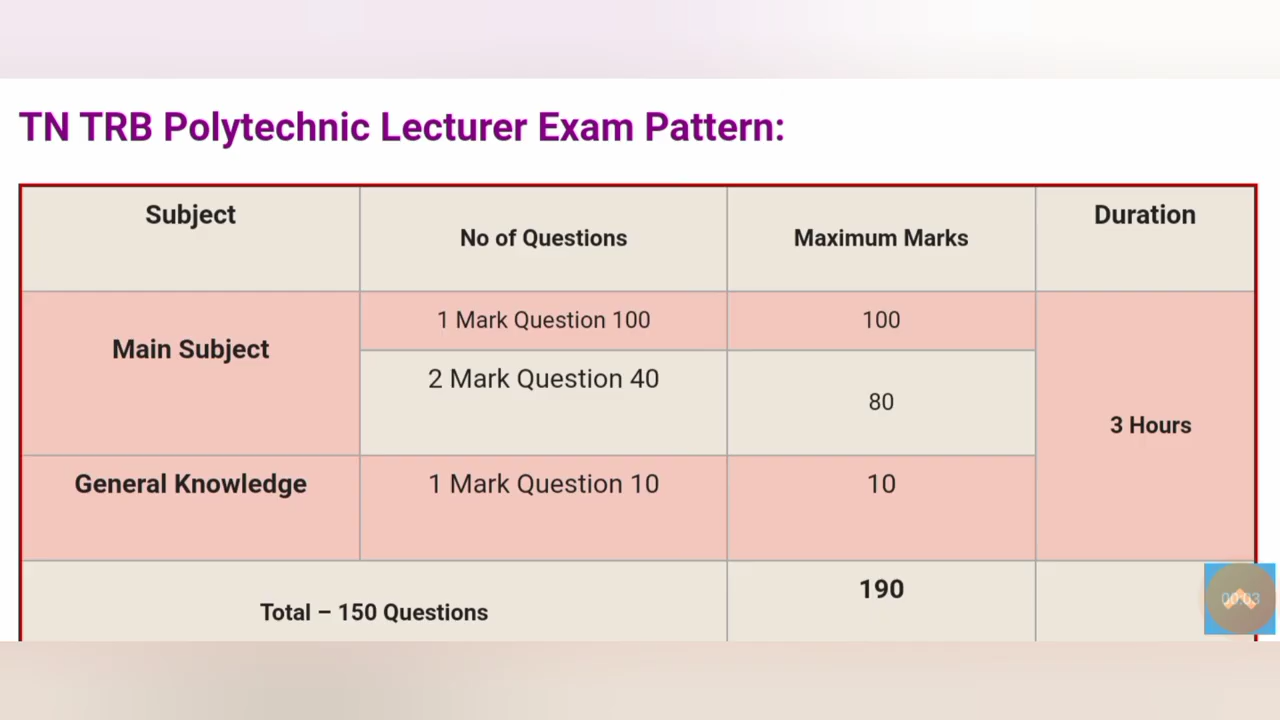 TN TRB Polytechnic Lecturer Exam Pattern:
Subject
No of Questions
Maximum Marks
Duration
Main Subject
1 Mark Question 100
100
2 Mark Question 40
80
3 Hours
General Knowledge
1 Mark Question 10
10
Total – 150 Questions
190
00:03